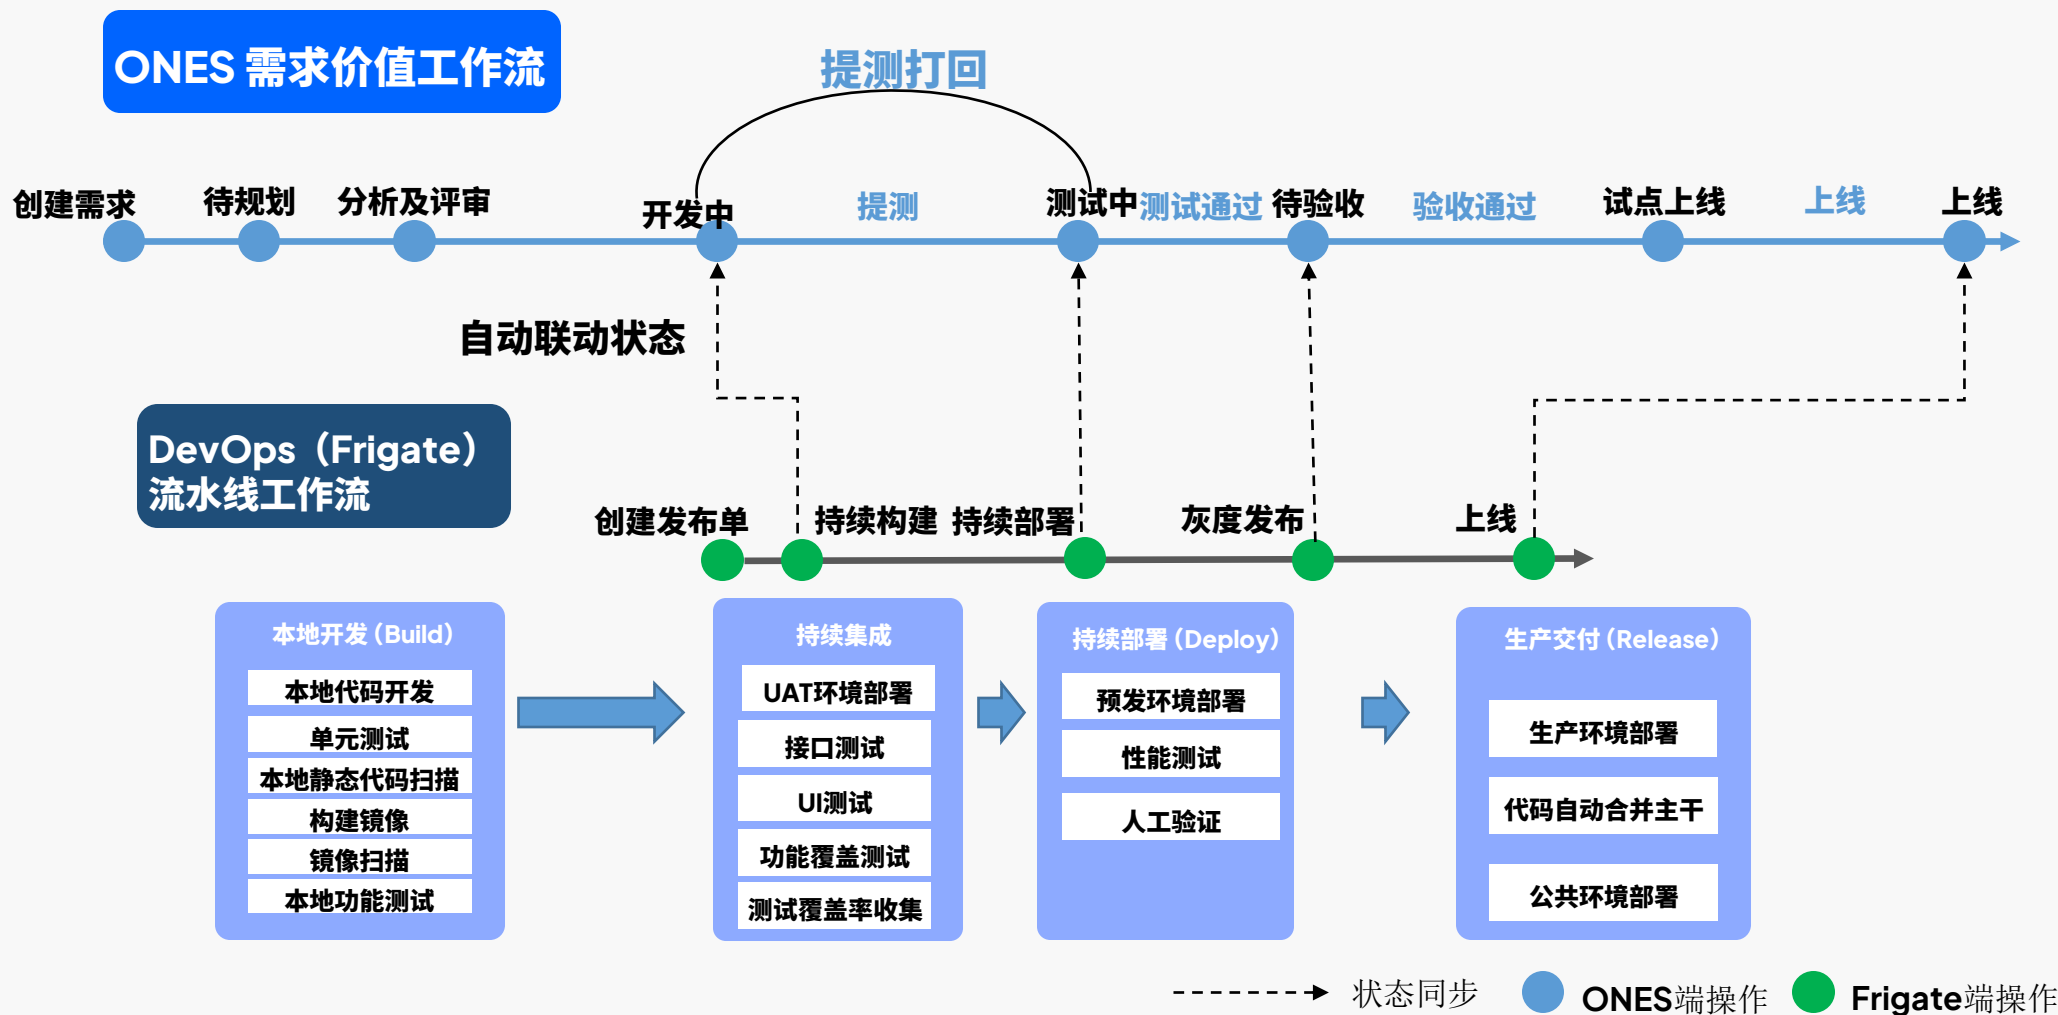 ONES 需求价值工作流
提测打回
创建需求
待规划
分析及评审
开发中
提测
测试中
测试通过
待验收
验收通过
试点上线
上线
上线
自动联动状态
DevOps（Frigate）
流水线工作流
创建发布单
持续构建
持续部署
灰度发布
上线
本地开发（Build）
本地代码开发
单元测试
本地静态代码扫描
构建镜像
镜像扫描
本地功能测试
持续集成
UAT环境部署
接口测试
UI测试
功能覆盖测试
测试覆盖率收集
持续部署（Deploy）
预发环境部署
性能测试
人工验证
生产交付（Release）
生产环境部署
代码自动合并主干
公共环境部署
状态同步
ONES端操作
Frigate端操作